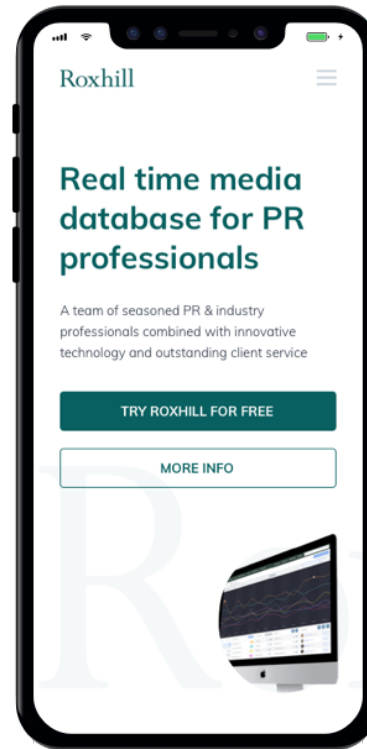 Roxhill
Real time media
database for PR
professionals
A team of seasoned PR & industry
professionals combined with innovative
technology and outstanding client service
TRY ROXHILL FOR FREE
MORE INFO
Ro